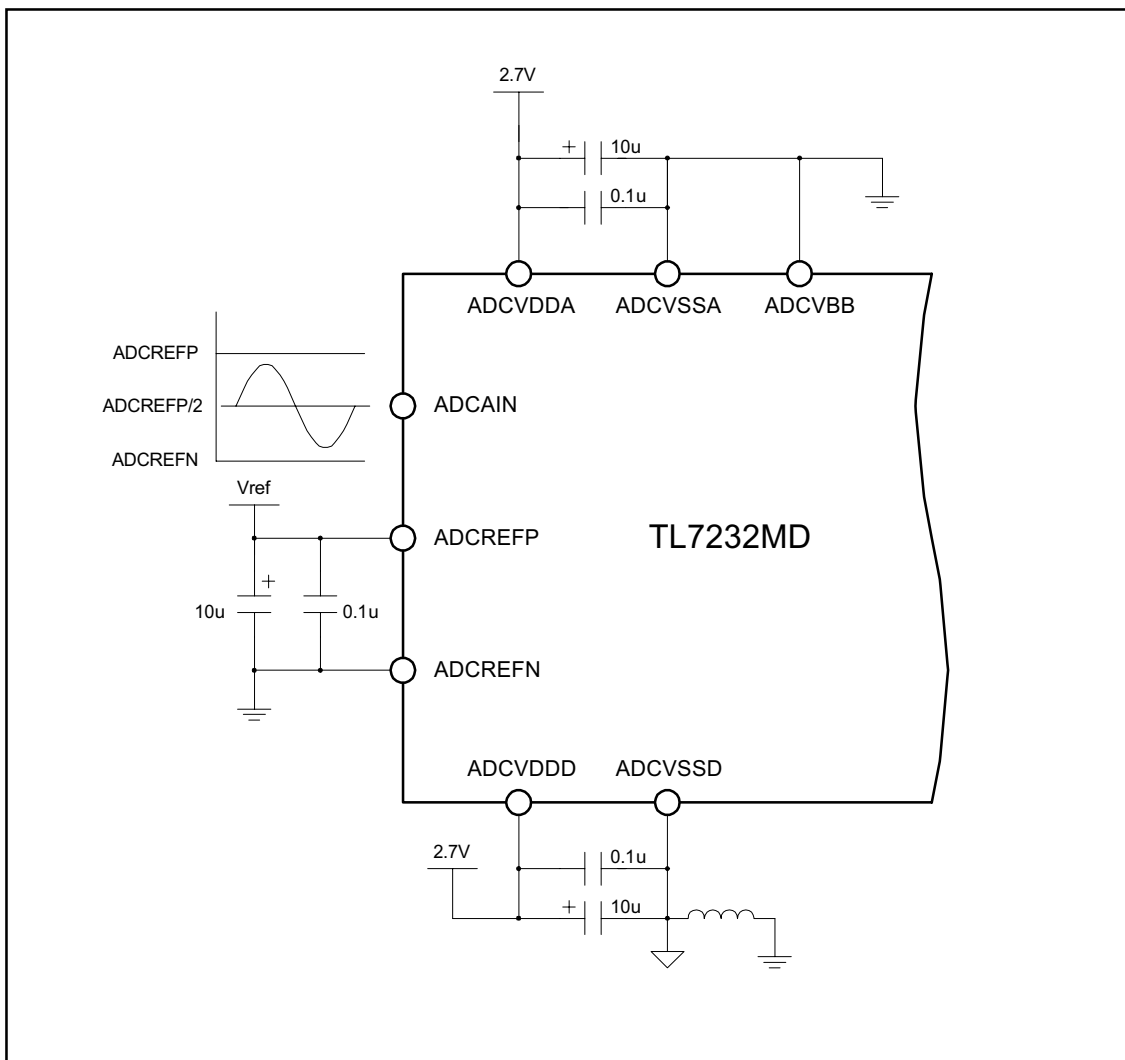 2.7V
+ 10u
0.1u
ADCVDDA ADCVSSA ADCVBB
ADCREFP
ADCREFP/2
ADCREFN
ADCAIN
Vref
ADCREFP
TL7232MD
+
10u 0.1u
ADCREFN
ADCVDDD ADCVSSD
2.7V
0.1u
+ 10u